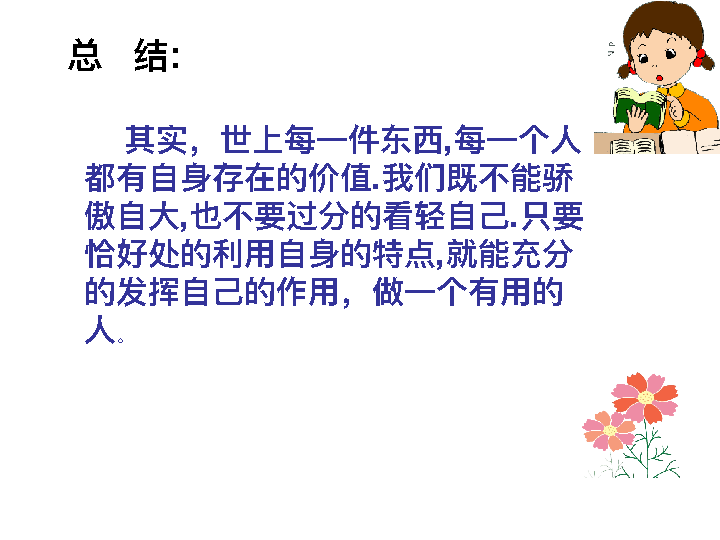 总 结:
其实，世上每一件东西,每一个人
都有自身存在的价值.我们既不能骄
傲自大,也不要过分的看轻自己.只要
恰好处的利用自身的特点,就能充分
的发挥自己的作用，做一个有用的
人。